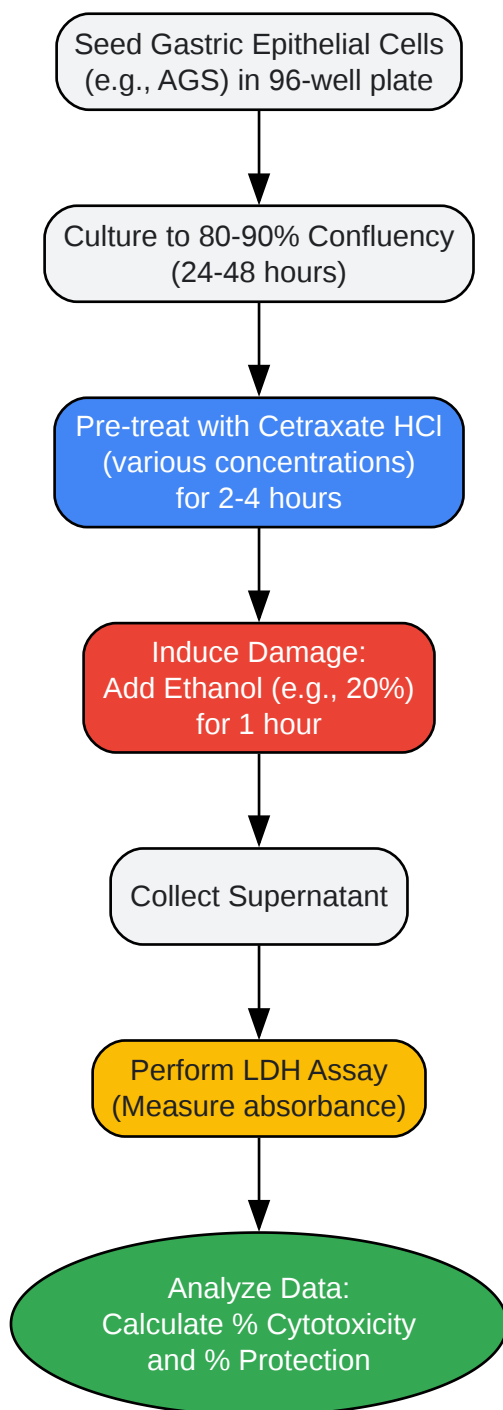 Seed Gastric Epithelial Cells
(e.g., AGS) in 96-well plate
Culture to 80-90% Confluency
(24-48 hours)
Pre-treat with Cetraxate HCl
(various concentrations)
for 2-4 hours
Induce Damage:
Add Ethanol (e.g., 20%)
for 1 hour
Collect Supernatant
Perform LDH Assay
(Measure absorbance)
Analyze Data:
Calculate % Cytotoxicity
and % Protection